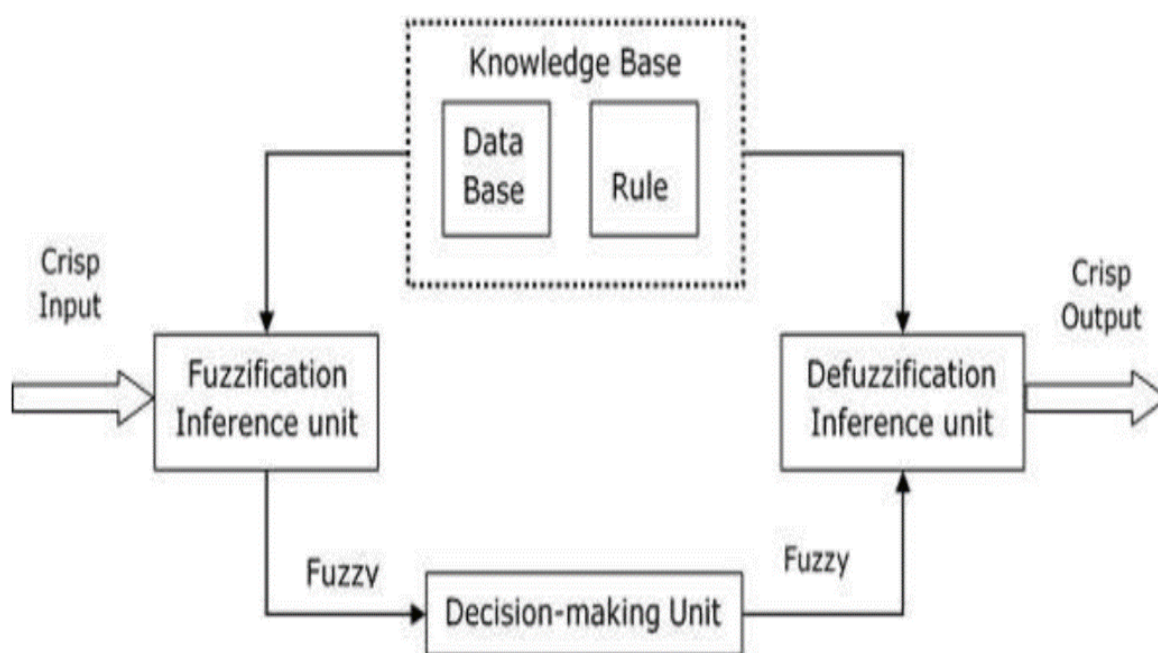 Knowledge Base
Data
Base
Rule
Crisp
Input
Fuzzification
Inference unit
Defuzzification
Inference unit
Crisp
Output
Fuzzy
Decision-making Unit
Fuzzy